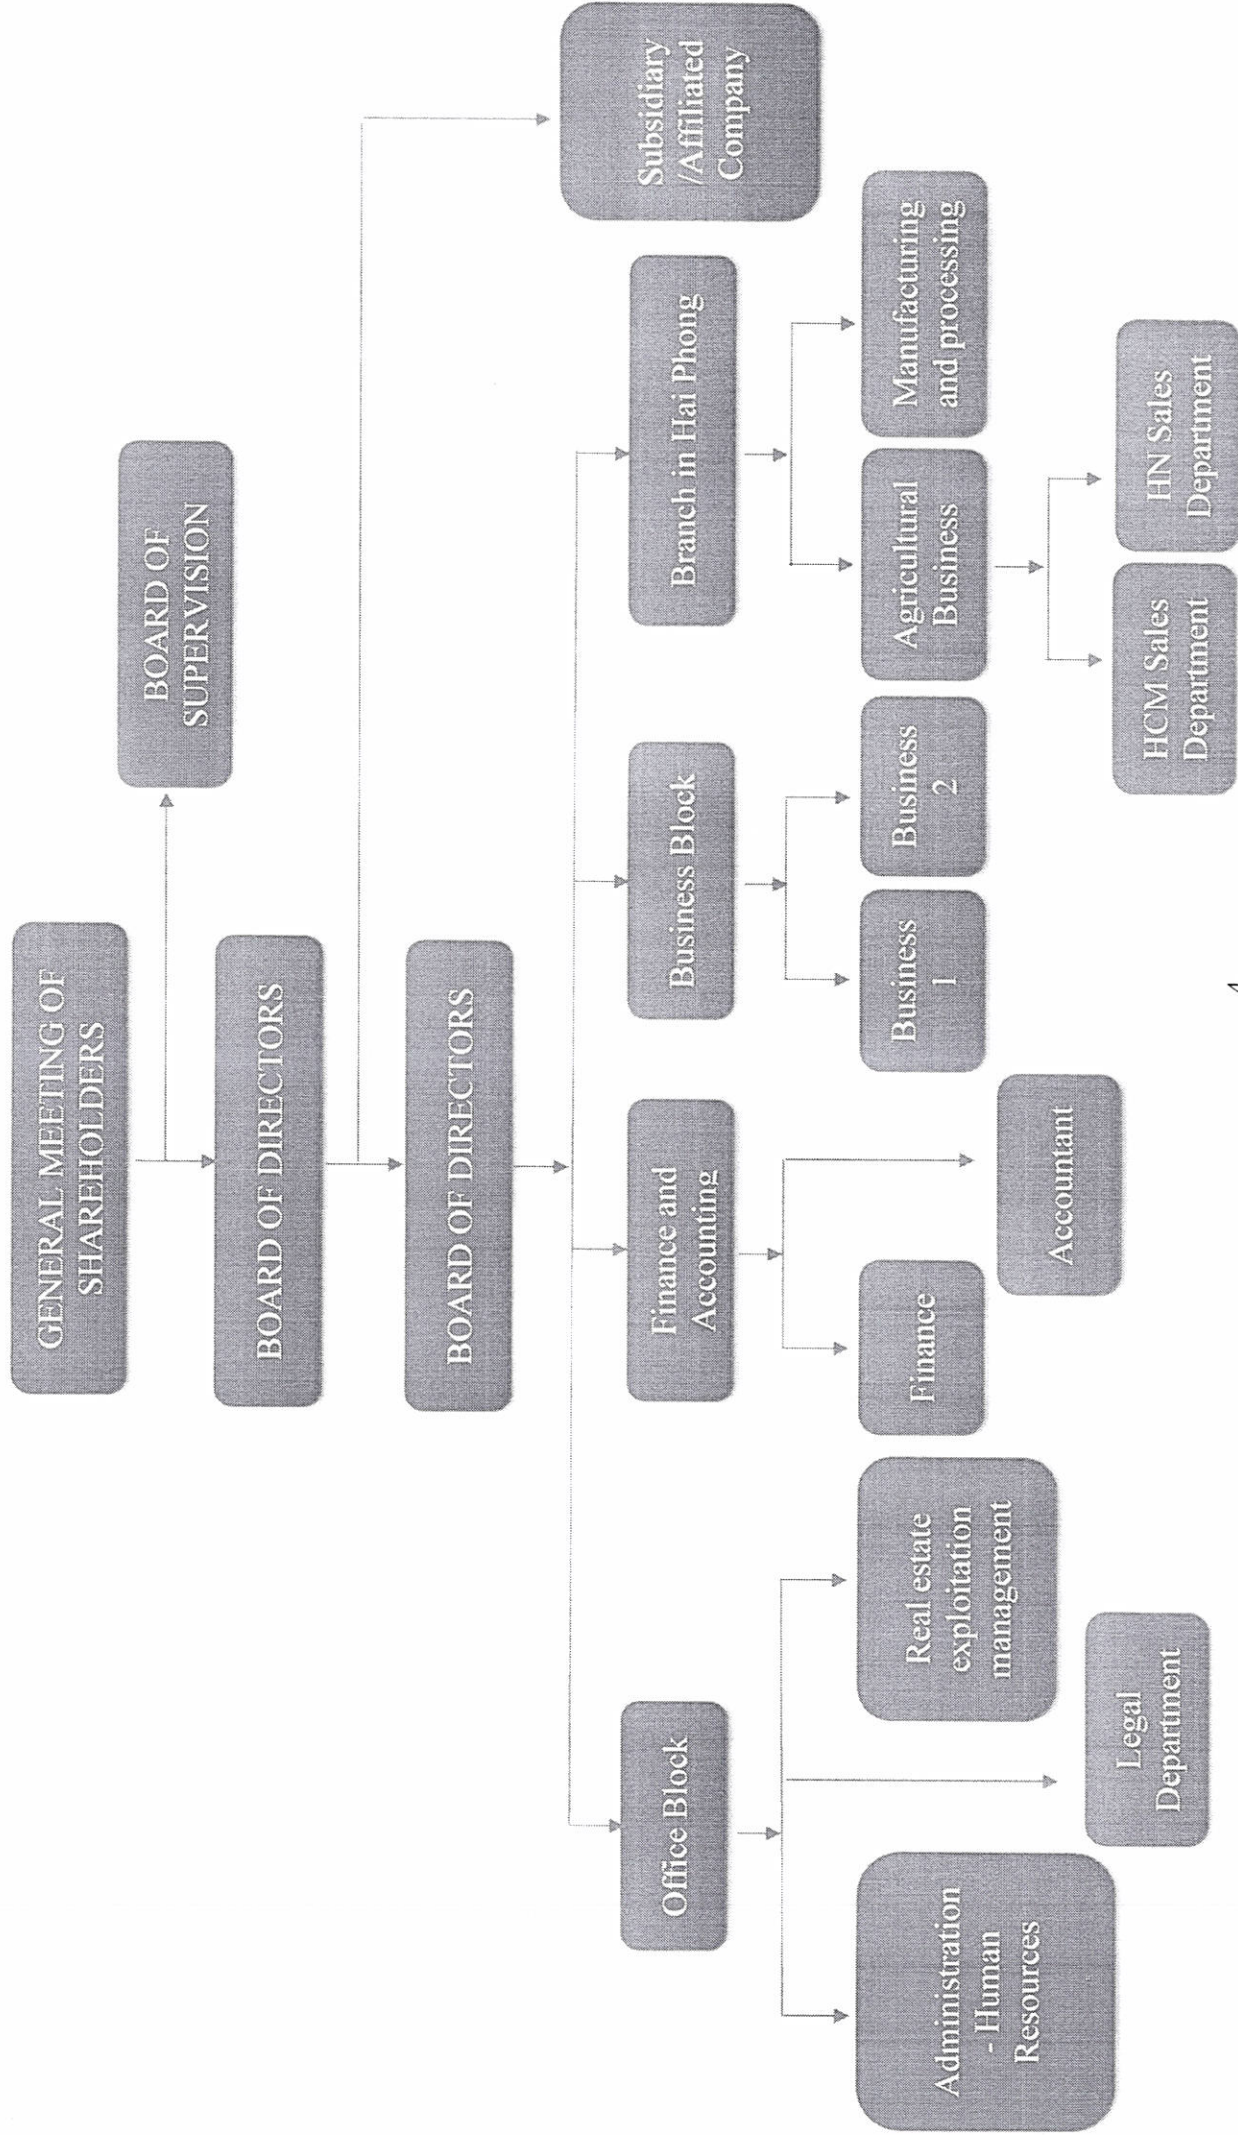 GENERAL MEETING OF
SHAREHOLDERS
BOARD OF
SUPERVISION
BOARD OF DIRECTORS
BOARD OF DIRECTORS
Office Block
Finance and
Accounting
Business Block
Branch in Hai Phong
Subsidiary
/Affiliated
Company
Administration
- Human
Resources
Legal
Department
Real estate
exploitation
management
Finance
Accountant
Business
1
Business
2
Agricultural
Business
Manufacturing
and processing
HCM Sales
Department
HN Sales
Department
4